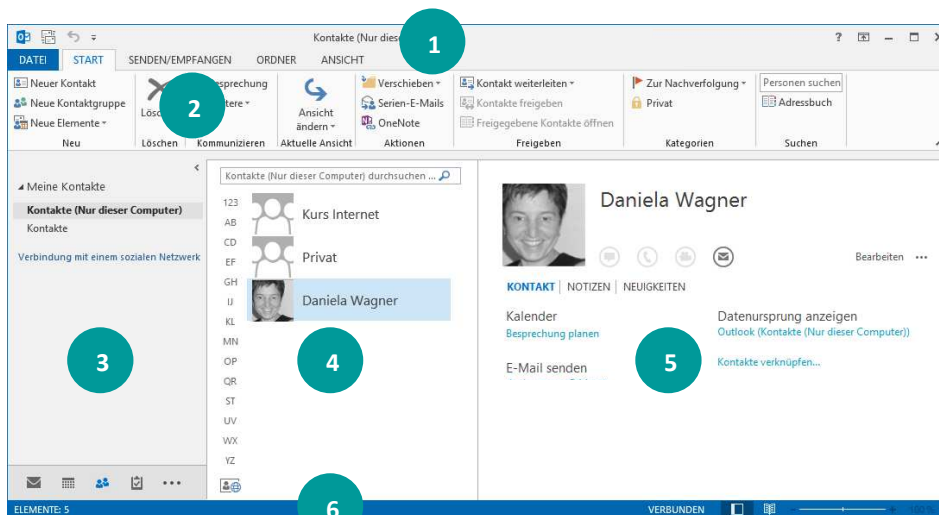 Kontakte (Nur dieser
1
DATEI START SENDEN/EMPFANGEN ORDNER ANSICHT
Neuer Kontakt
Neue Kontaktgruppe
Neue Elemente
Neu
2
Löschen
Kommunizieren
Ansicht
ändern
Aktuelle Ansicht
Verschieben
Serien-E-Mails
OneNote
Aktionen
Kontakt weiterleiten
Kontakte freigeben
Freigegebene Kontakte öffnen
Freigeben
Zur Nachverfolgung
Privat
Kategorien
Personen suchen
Adressbuch
Suchen
Meine Kontakte
Kontakte (Nur dieser Computer)
Kontakte
Verbindung mit einem sozialen Netzwerk
3
Kontakte (Nur dieser Computer) durchsuchen ...
123
AB
CD
EF
GH
IJ
KL
MN
OP
QR
ST
UV
WX
YZ
Kurs Internet
Privat
Daniela Wagner
4
Daniela Wagner
Bearbeiten
KONTAKT | NOTIZEN | NEUIGKEITEN
Kalender
Besprechung planen
E-Mail senden
Datenursprung anzeigen
Outlook (Kontakte (Nur dieser Computer))
Kontakte verknüpfen...
5
6
ELEMENTE: 5
VERBUNDEN
100%